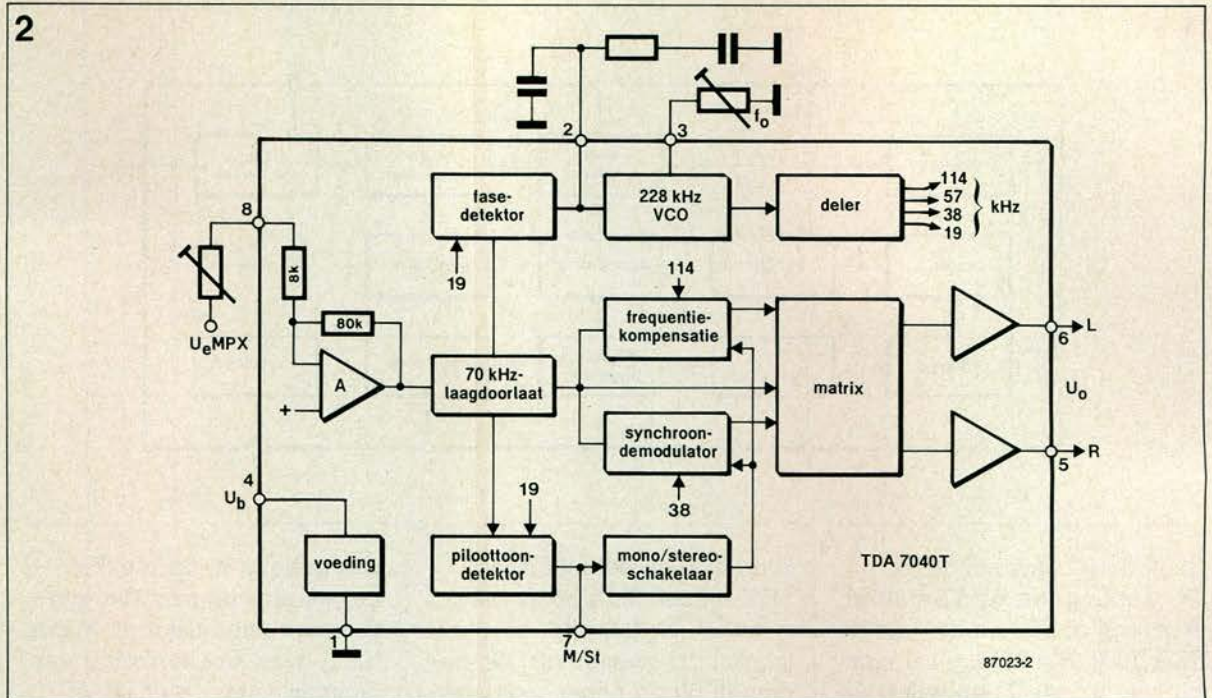 2
2
3
f₀
fase-
detektor
228 kHz
VCO
deler
114
57
38
19
kHz
8
8k
19
114
80k
frequentie-
kompensatie
UₑMPX
A
+
70 kHz-
laagdoorlaat
matrix
L
6
Uₒ
synchroon-
demodulator
R
5
4
U_b
19
38
voeding
piloottoon-
detektor
mono/stereo-
schakelaar
TDA 7040T
1
7
M/St
87023-2